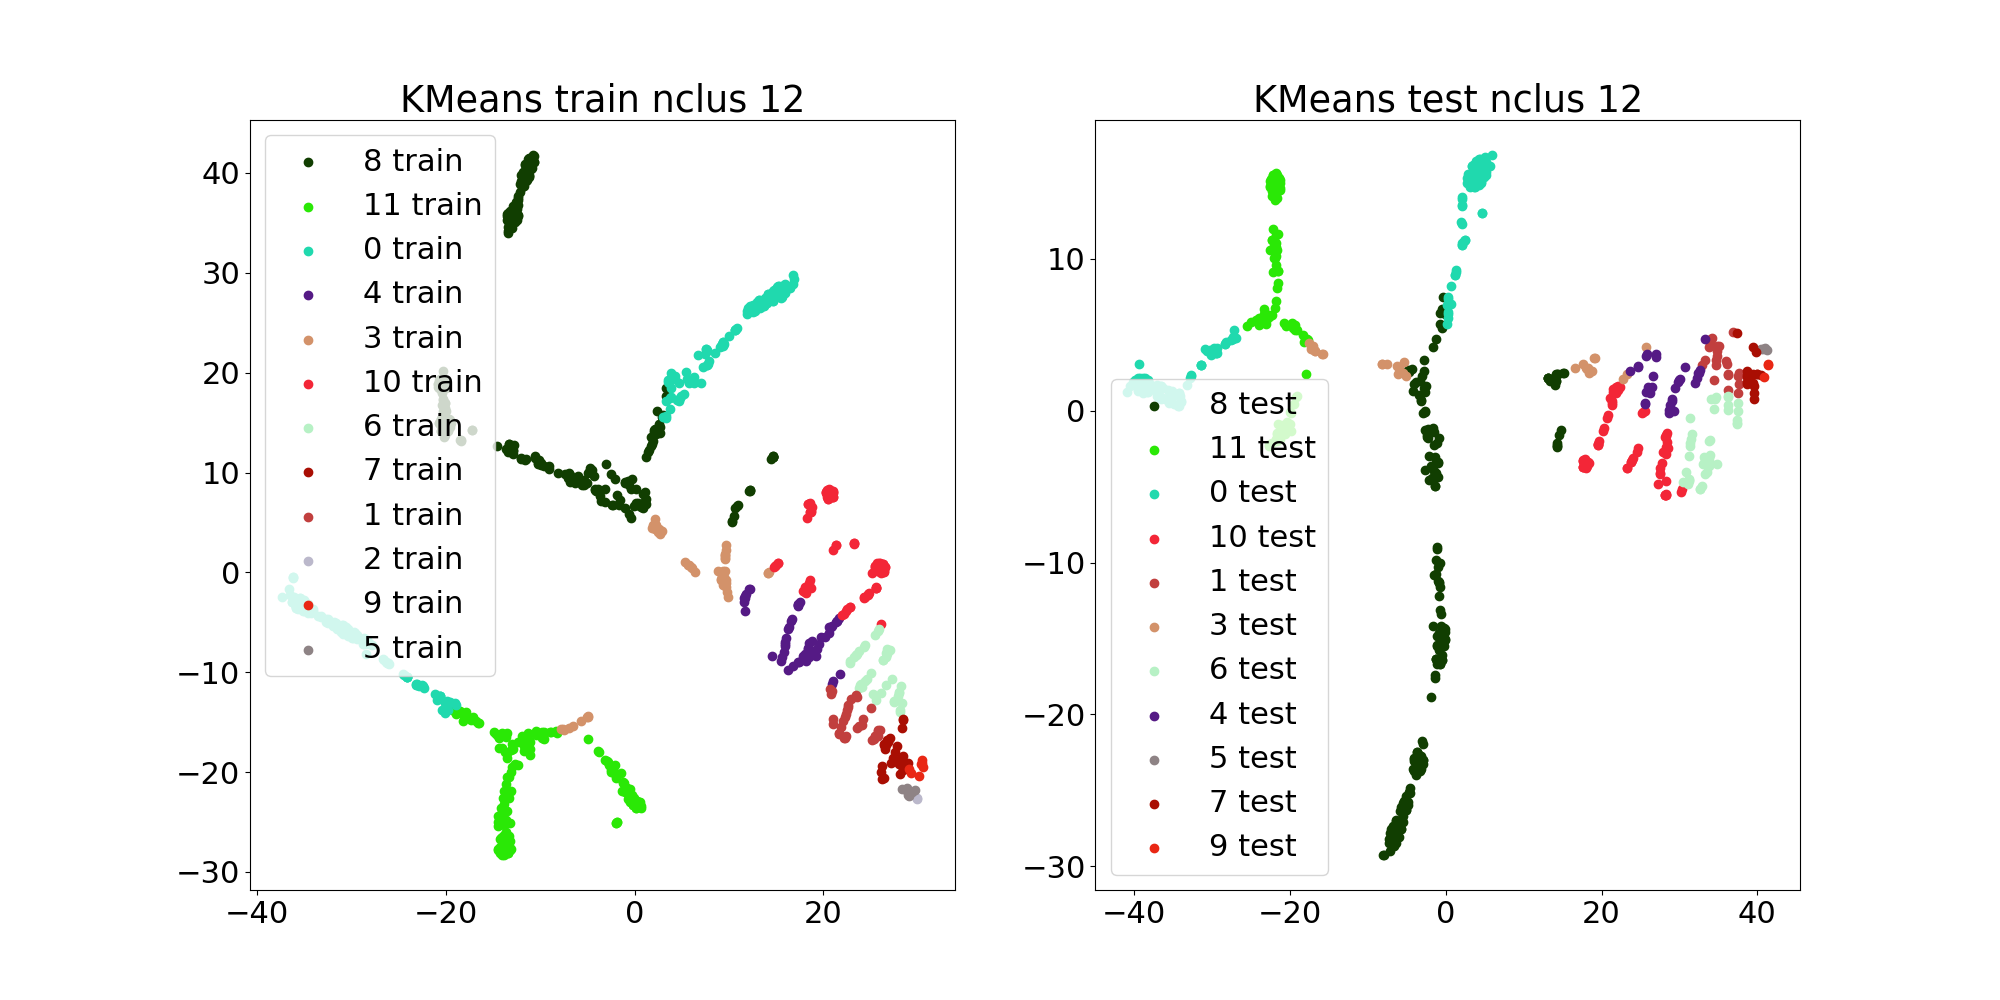 KMeans train nclus 12
40
30
20
10
0
−10
−20
−30
−40
−20
0
20
8 train
11 train
0 train
4 train
3 train
10 train
6 train
7 train
1 train
2 train
9 train
5 train
KMeans test nclus 12
10
0
−10
−20
−30
−40
−20
0
20
40
8 test
11 test
0 test
10 test
1 test
3 test
6 test
4 test
5 test
7 test
9 test